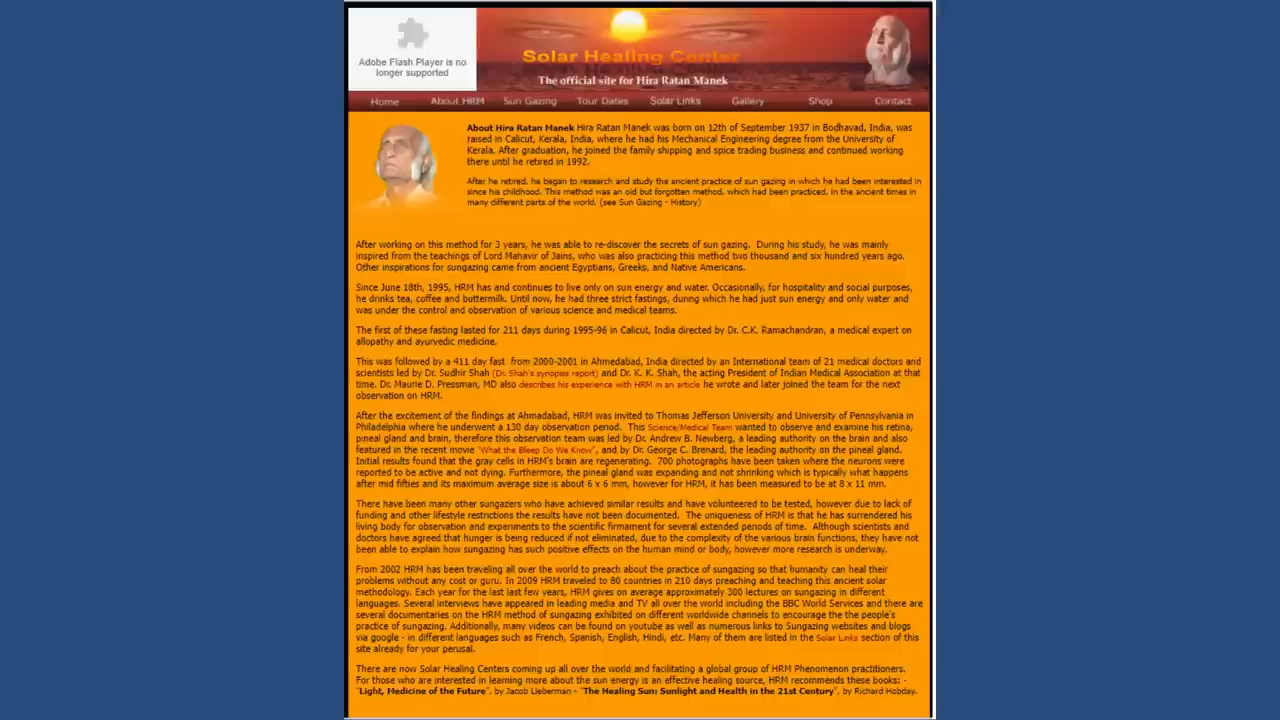 Adobe Flash Player is no
longer supported
Solar Healing Center
The official site for Hira Ratan Manek
Home About HRM Sun Gazing Tour Dates Solar Links Gallery Shop Contact
About Hira Ratan Manek Hira Ratan Manek was born on 12th of September 1937 in Bodhavad, India, was
raised in Calicut, Kerala, India, where he had his Mechanical Engineering degree from the University of
Kerala. After graduation, he joined the family shipping and spice trading business and continued working
there until he retired in 1992.
After he retired, he began to research and study the ancient practice of sun gazing in which he had been interested in
since his childhood. This method was an old but forgotten method, which had been practiced, in the ancient times in
many different parts of the world. (see Sun Gazing - History)
After working on this method for 3 years, he was able to re-discover the secrets of sun gazing. During his study, he was mainly
inspired from the teachings of Lord Mahavir of Jains, who was also practicing this method two thousand and six hundred years ago.
Other inspirations for sungazing came from ancient Egyptians, Greeks, and Native Americans.
Since June 18th, 1995, HRM has and continues to live only on sun energy and water. Occasionally, for hospitality and social purposes,
he drinks tea, coffee and buttermilk. Until now, he had three strict fastings, during which he had just sun energy and only water and
was under the control and observation of various science and medical teams.
The first of these fasting lasted for 211 days during 1995-96 in Calicut, India directed by Dr. C.K. Ramachandran, a medical expert on
allopathy and ayurvedic medicine.
This was followed by a 411 day fast from 2000-2001 in Ahmedabad, India directed by an International team of 21 medical doctors and
scientists led by Dr. Sudhir Shah (Dr. Shah's synopsis report) and Dr. K. K. Shah, the acting President of Indian Medical Association at that
time. Dr. Maurie D. Pressman, MD also describes his experience with HRM in an article he wrote and later joined the team for the next
observation on HRM.
After the excitement of the findings at Ahmadabad, HRM was invited to Thomas Jefferson University and University of Pennsylvania in
Philadelphia where he underwent a 130 day observation period. This Science/Medical Team wanted to observe and examine his retina,
pineal gland and brain, therefore this observation team was led by Dr. Andrew B. Newberg, a leading authority on the brain and also
featured in the recent movie "What the Bleep Do We Know", and by Dr. George C. Brenard, the leading authority on the pineal gland.
Initial results found that the gray cells in HRM's brain are regenerating. 700 photographs have been taken where the neurons were
reported to be active and not dying. Furthermore, the pineal gland was expanding and not shrinking which is typically what happens
after mid fifties and its maximum average size is about 6 x 6 mm, however for HRM, it has been measured to be at 8 x 11 mm.
There have been many other sungazers who have achieved similar results and have volunteered to be tested, however due to lack of
funding and other lifestyle restrictions the results have not been documented. The uniqueness of HRM is that he has surrendered his
living body for observation and experiments to the scientific firmament for several extended periods of time. Although scientists and
doctors have agreed that hunger is being reduced if not eliminated, due to the complexity of the various brain functions, they have not
been able to explain how sungazing has such positive effects on the human mind or body, however more research is underway.
From 2002 HRM has been traveling all over the world to preach about the practice of sungazing so that humanity can heal their
problems without any cost or guru. In 2009 HRM traveled to 80 countries in 210 days preaching and teaching this ancient solar
methodology. Each year for the last last few years, HRM gives on average approximately 300 lectures on sungazing in different
languages. Several interviews have appeared in leading media and TV all over the world including the BBC World Services and there are
several documentaries on the HRM method of sungazing exhibited on different worldwide channels to encourage the the people's
practice of sungazing. Additionally, many videos can be found on youtube as well as numerous links to Sungazing websites and blogs
via google - in different languages such as French, Spanish, English, Hindi, etc. Many of them are listed in the Solar Links section of this
site already for your perusal.
There are now Solar Healing Centers coming up all over the world and facilitating a global group of HRM Phenomenon practitioners.
For those who are interested in learning more about the sun energy is an effective healing source, HRM recommends these books: -
"Light, Medicine of the Future", by Jacob Lieberman - "The Healing Sun: Sunlight and Health in the 21st Century", by Richard Hobday.